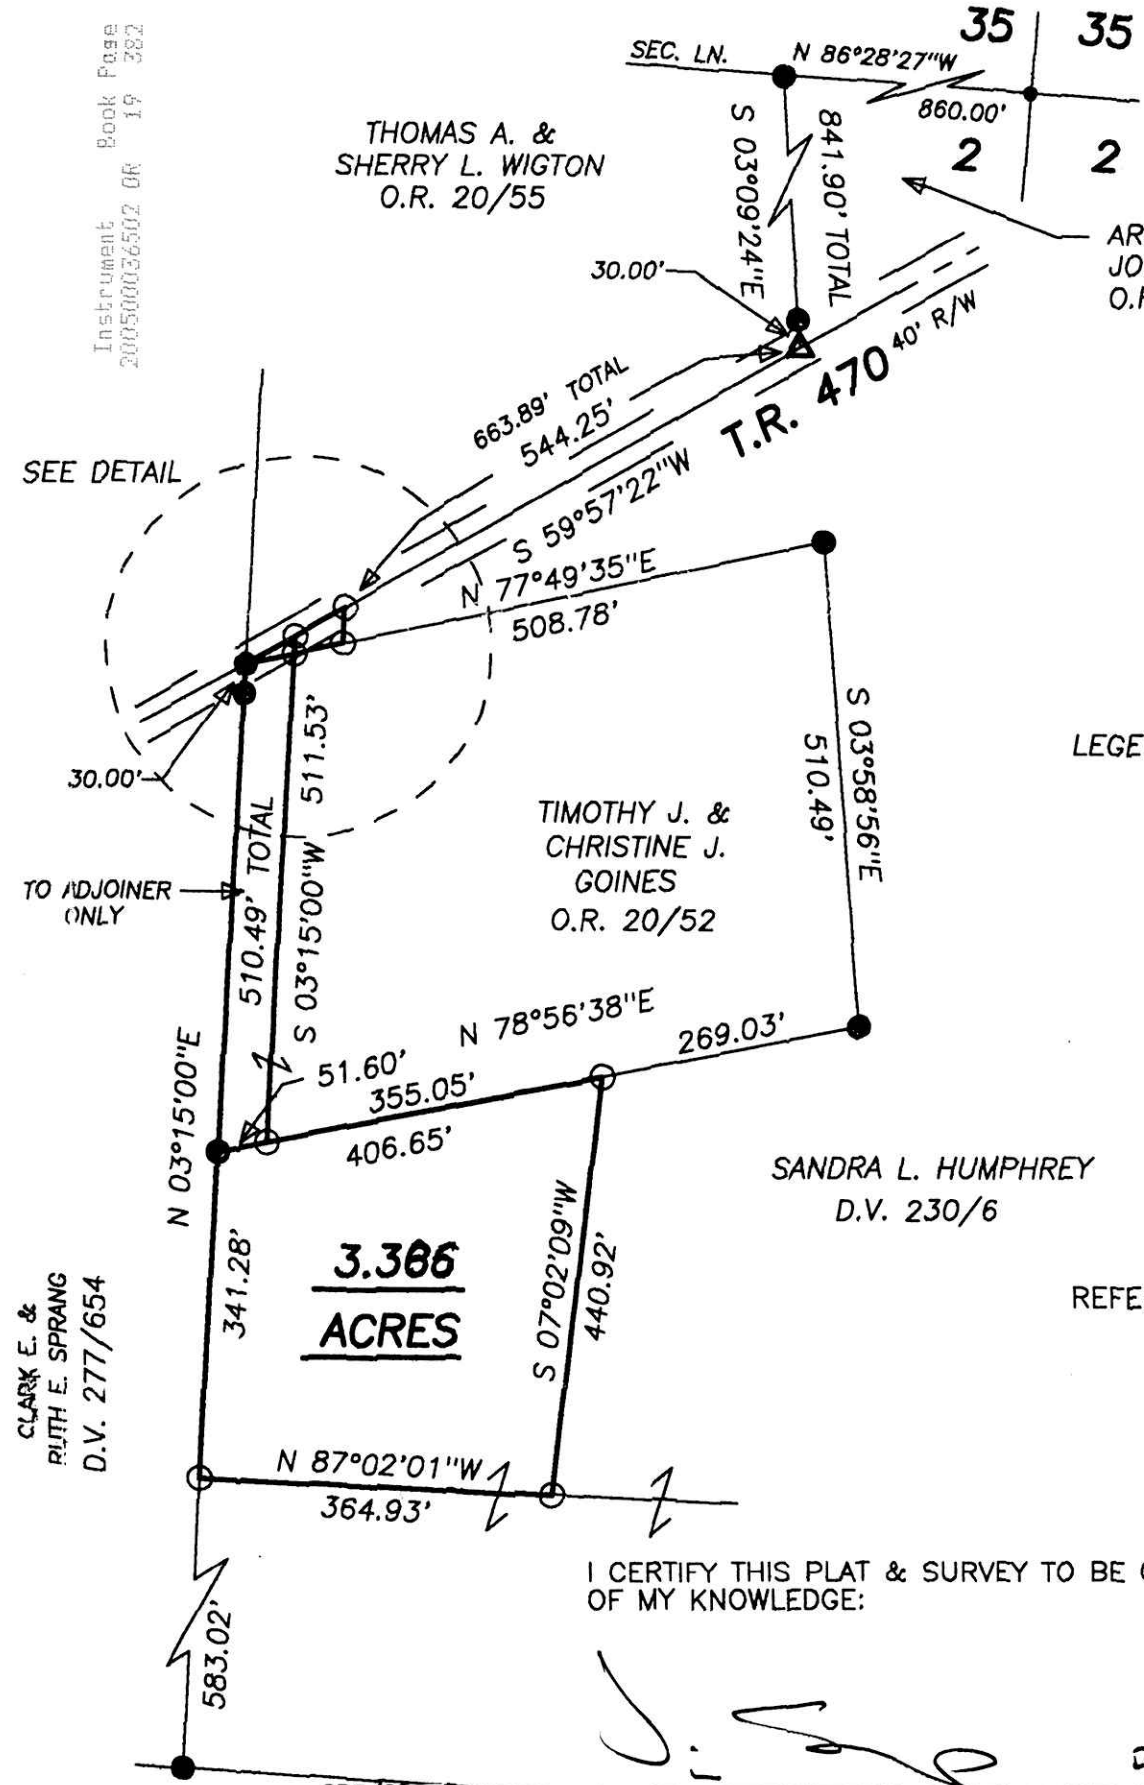 Instrument Book Page
200500036502 OR 19 382
35
35
SEC. LN.
N 86°28'27"W
860.00'
2
2
THOMAS A. &
SHERRY L. WIGTON
O.R. 20/55
S 03°09'24"E
841.90' TOTAL
AR
JO
30.00'
T.R. 470
40' R/W
663.89' TOTAL
544.25'
S 59°57'22"W
SEE DETAIL
N 77°49'35"E
508.78'
S 03°58'56"E
510.49'
LEGE
30.00'
511.53'
TIMOTHY J. &
CHRISTINE J.
GOINES
O.R. 20/52
TO ADJOINER
ONLY
510.49' TOTAL
S 03°15'00"W
N 03°15'00"E
N 78°56'38"E
269.03'
51.60'
355.05'
406.65'
SANDRA L. HUMPHREY
D.V. 230/6
341.28'
3.386
ACRES
S 07°02'09"W
440.92'
REFE
CLARK E. &
RUTH E. SPRANG
D.V. 277/654
N 87°02'01"W
364.93'
583.02'
I CERTIFY THIS PLAT & SURVEY TO BE
OF MY KNOWLEDGE: